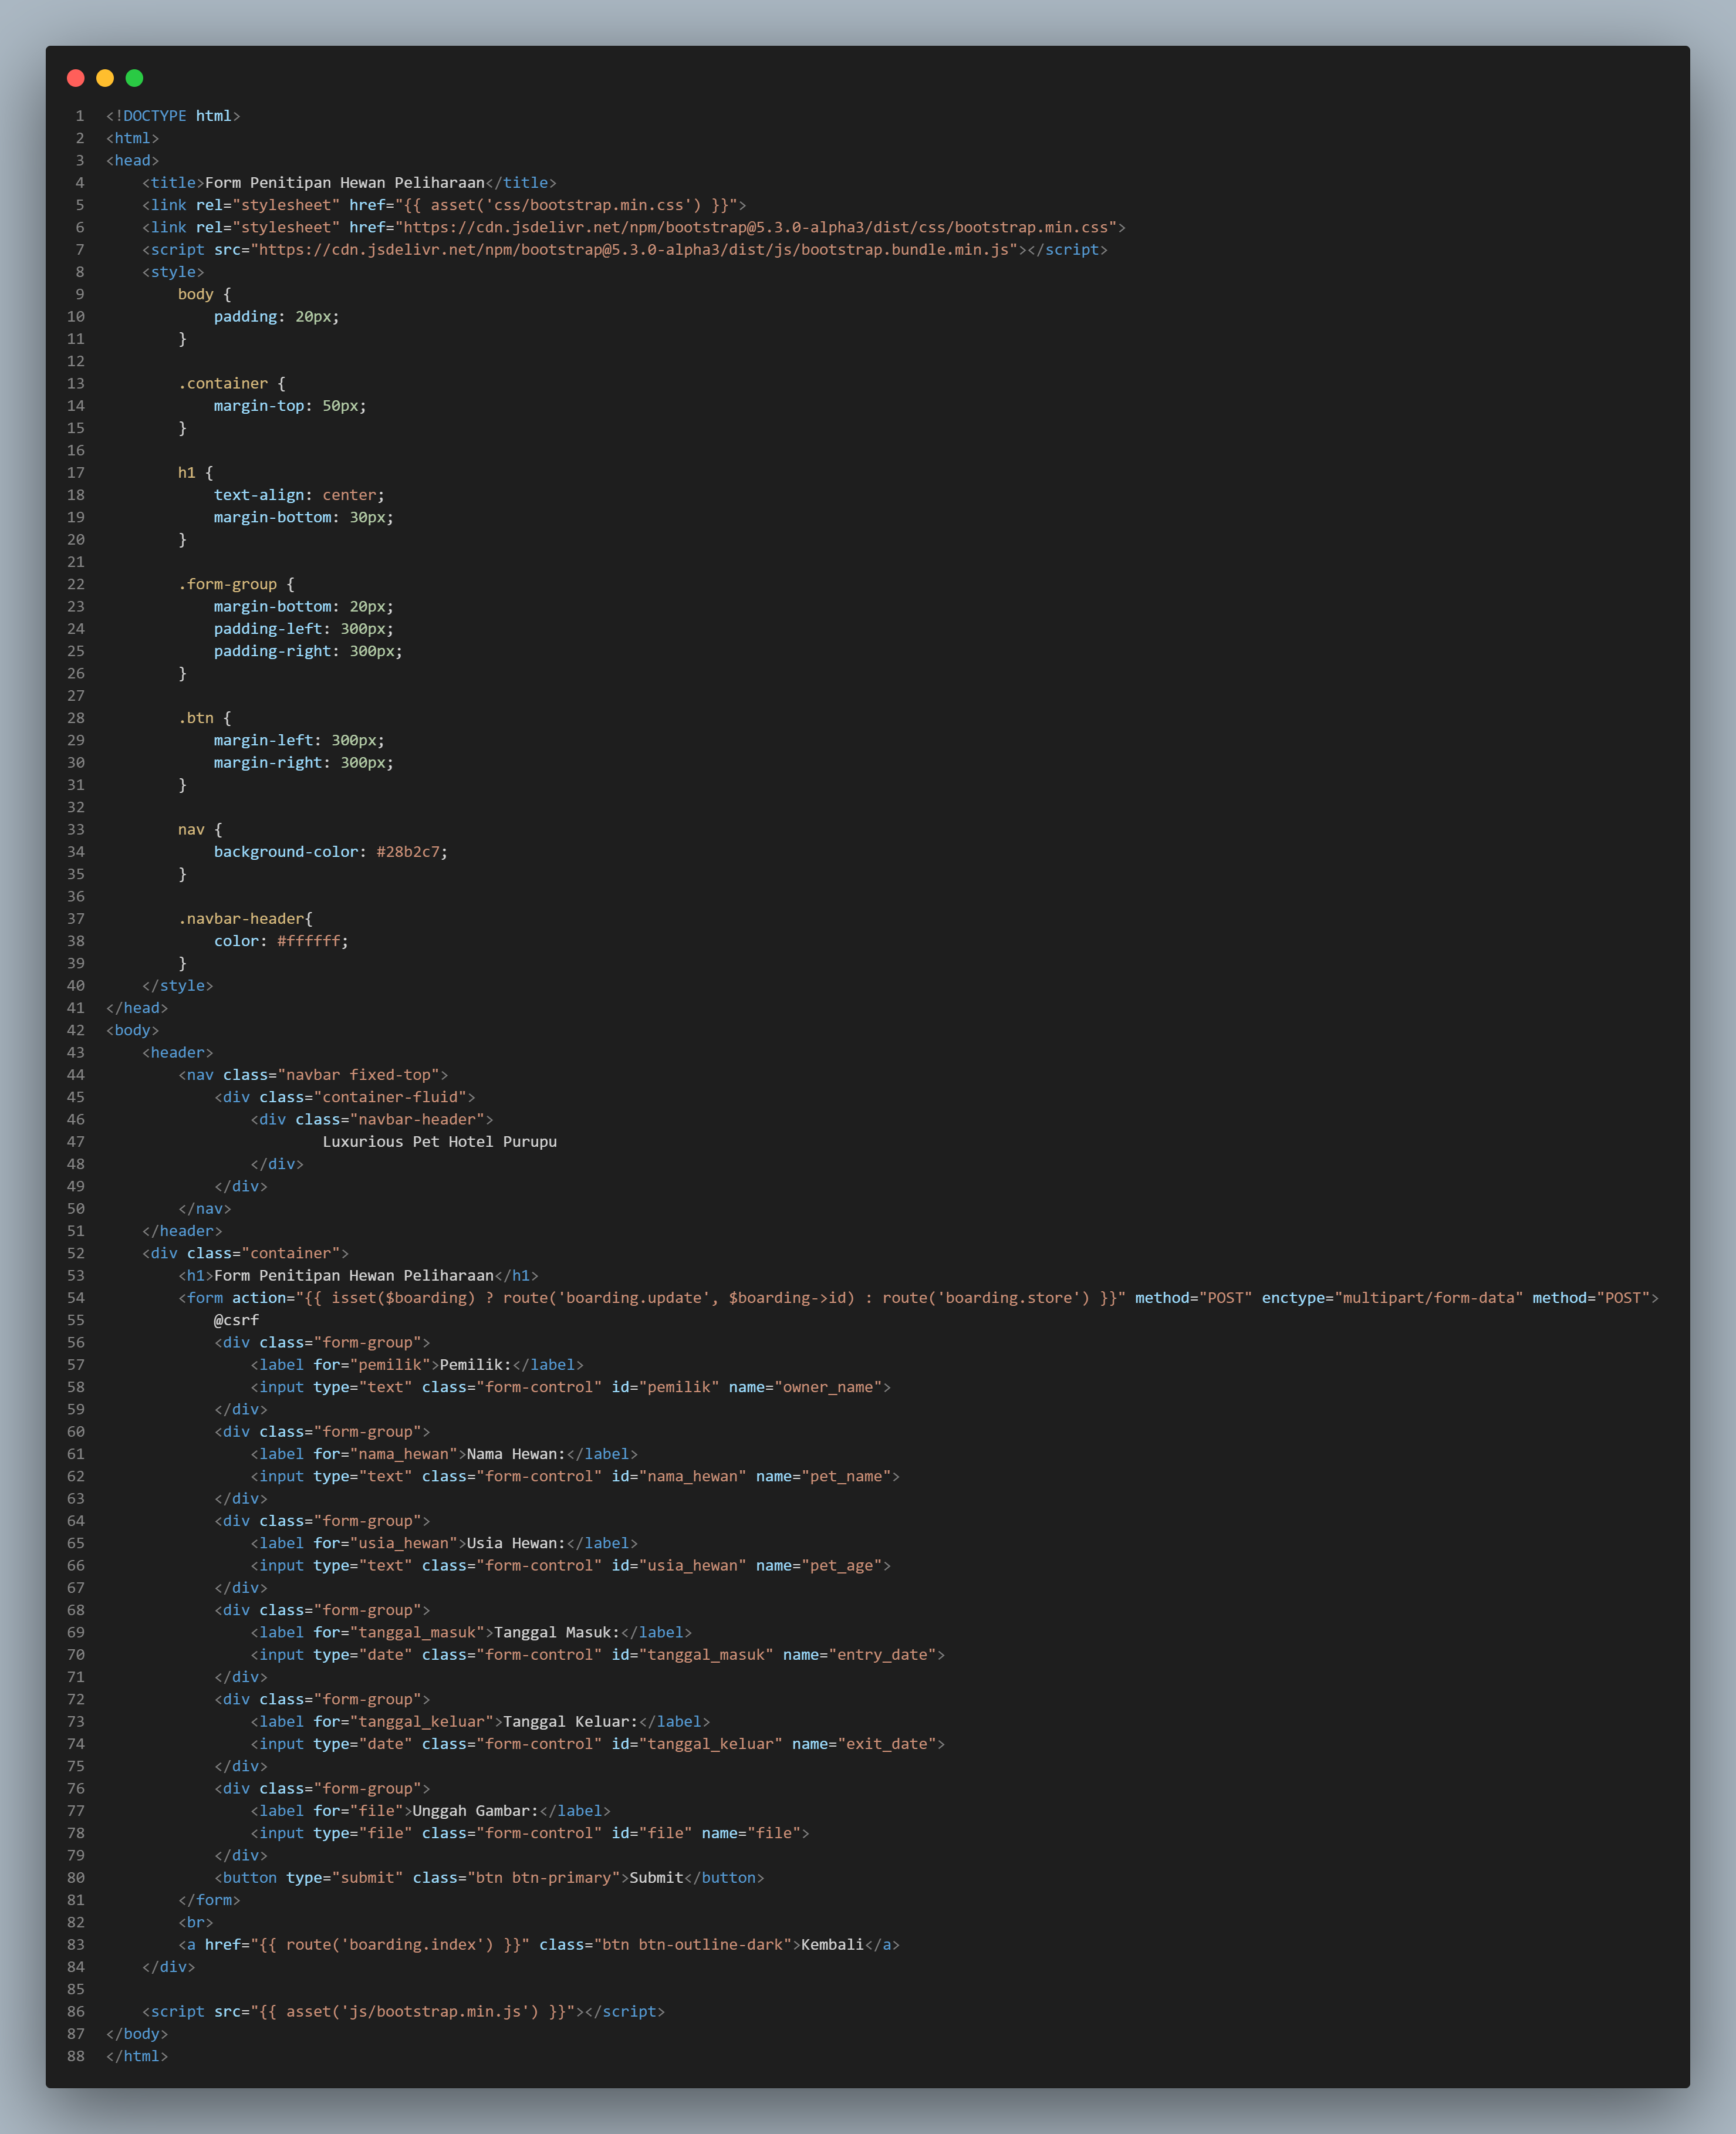 1 <!DOCTYPE html>
2 <html>
3 <head>
4     <title>Form Penitipan Hewan Peliharaan</title>
5     <link rel="stylesheet" href="{{ asset('css/bootstrap.min.css') }}">
6     <link rel="stylesheet" href="https://cdn.jsdelivr.net/npm/bootstrap@5.3.0-alpha3/dist/css/bootstrap.min.css">
7     <script src="https://cdn.jsdelivr.net/npm/bootstrap@5.3.0-alpha3/dist/js/bootstrap.bundle.min.js"></script>
8     <style>
9         body {
10             padding: 20px;
11         }
12
13         .container {
14             margin-top: 50px;
15         }
16
17         h1 {
18             text-align: center;
19             margin-bottom: 30px;
20         }
21
22         .form-group {
23             margin-bottom: 20px;
24             padding-left: 300px;
25             padding-right: 300px;
26         }
27
28         .btn {
29             margin-left: 300px;
30             margin-right: 300px;
31         }
32
33         nav {
34             background-color: #28b2c7;
35         }
36
37         .navbar-header{
38             color: #ffffff;
39         }
40     </style>
41 </head>
42 <body>
43     <header>
44         <nav class="navbar fixed-top">
45             <div class="container-fluid">
46                 <div class="navbar-header">
47                         Luxurious Pet Hotel Purupu
48                 </div>
49             </div>
50         </nav>
51     </header>
52     <div class="container">
53         <h1>Form Penitipan Hewan Peliharaan</h1>
54         <form action="{{ isset($boarding) ? route('boarding.update', $boarding->id) : route('boarding.store') }}" method="POST" enctype="multipart/form-data" method="POST">
55             @csrf
56             <div class="form-group">
57                 <label for="pemilik">Pemilik:</label>
58                 <input type="text" class="form-control" id="pemilik" name="owner_name">
59             </div>
60             <div class="form-group">
61                 <label for="nama_hewan">Nama Hewan:</label>
62                 <input type="text" class="form-control" id="nama_hewan" name="pet_name">
63             </div>
64             <div class="form-group">
65                 <label for="usia_hewan">Usia Hewan:</label>
66                 <input type="text" class="form-control" id="usia_hewan" name="pet_age">
67             </div>
68             <div class="form-group">
69                 <label for="tanggal_masuk">Tanggal Masuk:</label>
70                 <input type="date" class="form-control" id="tanggal_masuk" name="entry_date">
71             </div>
72             <div class="form-group">
73                 <label for="tanggal_keluar">Tanggal Keluar:</label>
74                 <input type="date" class="form-control" id="tanggal_keluar" name="exit_date">
75             </div>
76             <div class="form-group">
77                 <label for="file">Unggah Gambar:</label>
78                 <input type="file" class="form-control" id="file" name="file">
79             </div>
80             <button type="submit" class="btn btn-primary">Submit</button>
81         </form>
82         <br>
83         <a href="{{ route('boarding.index') }}" class="btn btn-outline-dark">Kembali</a>
84     </div>
85
86     <script src="{{ asset('js/bootstrap.min.js') }}"></script>
87 </body>
88 </html>